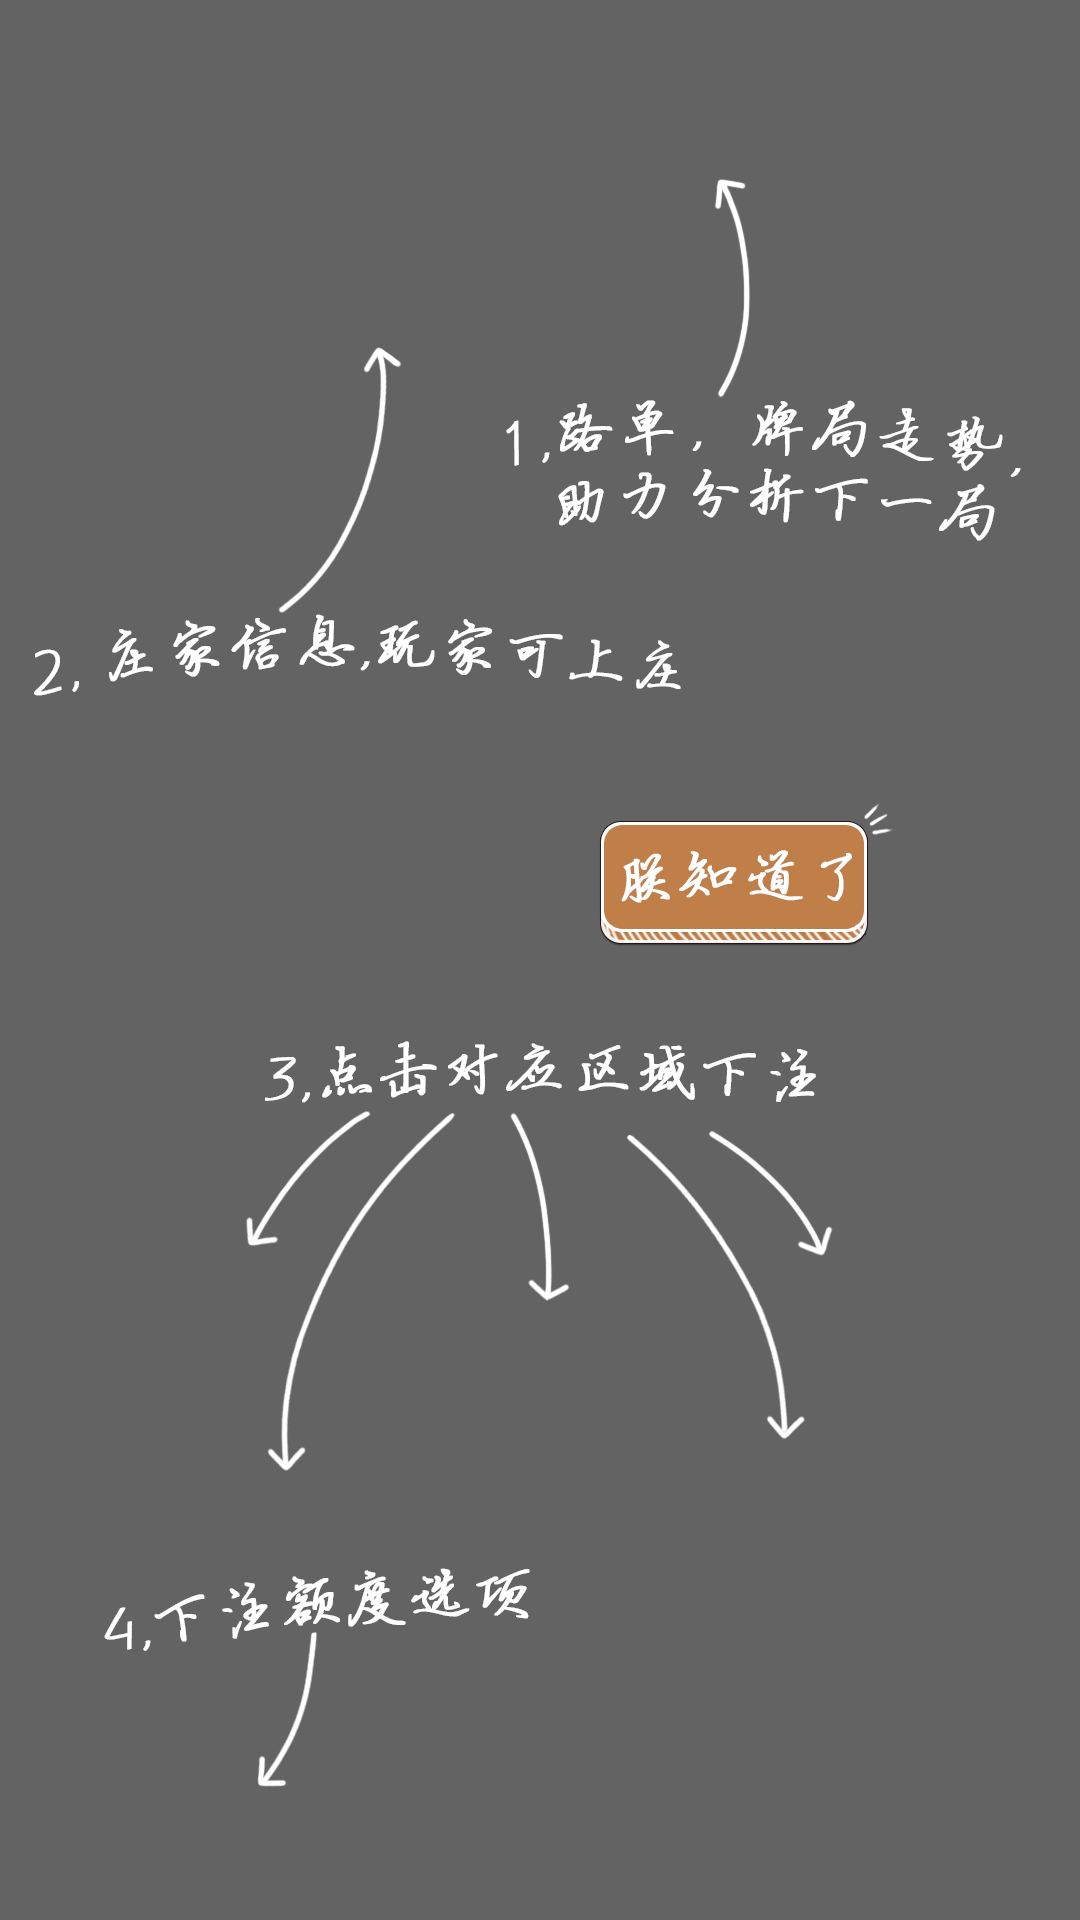 1,路单，牌局走势，
助力分折下一局
2,庄家信息,玩家可上庄
朕知道了
3,点击对应区域下注
4,下注额度选项